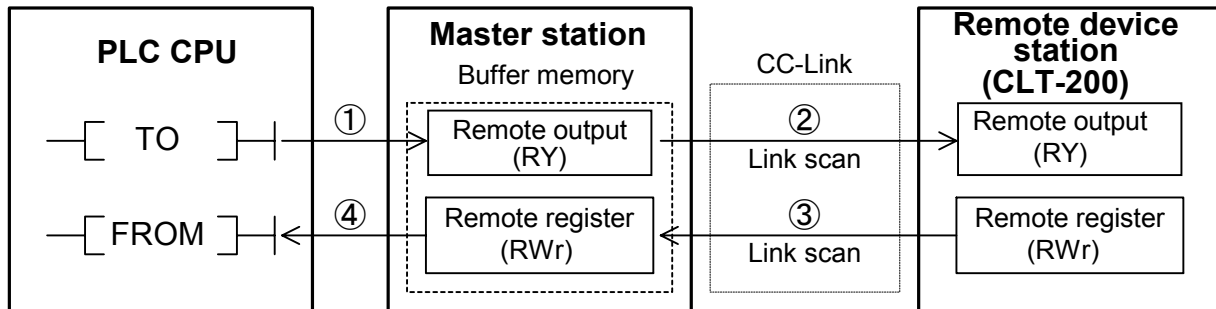 PLC CPU
TO
FROM
①
④
Master station
Buffer memory
Remote output
(RY)
Remote register
(RWr)
CC-Link
②
Link scan
③
Link scan
Remote device
station
(CLT-200)
Remote output
(RY)
Remote register
(RWr)